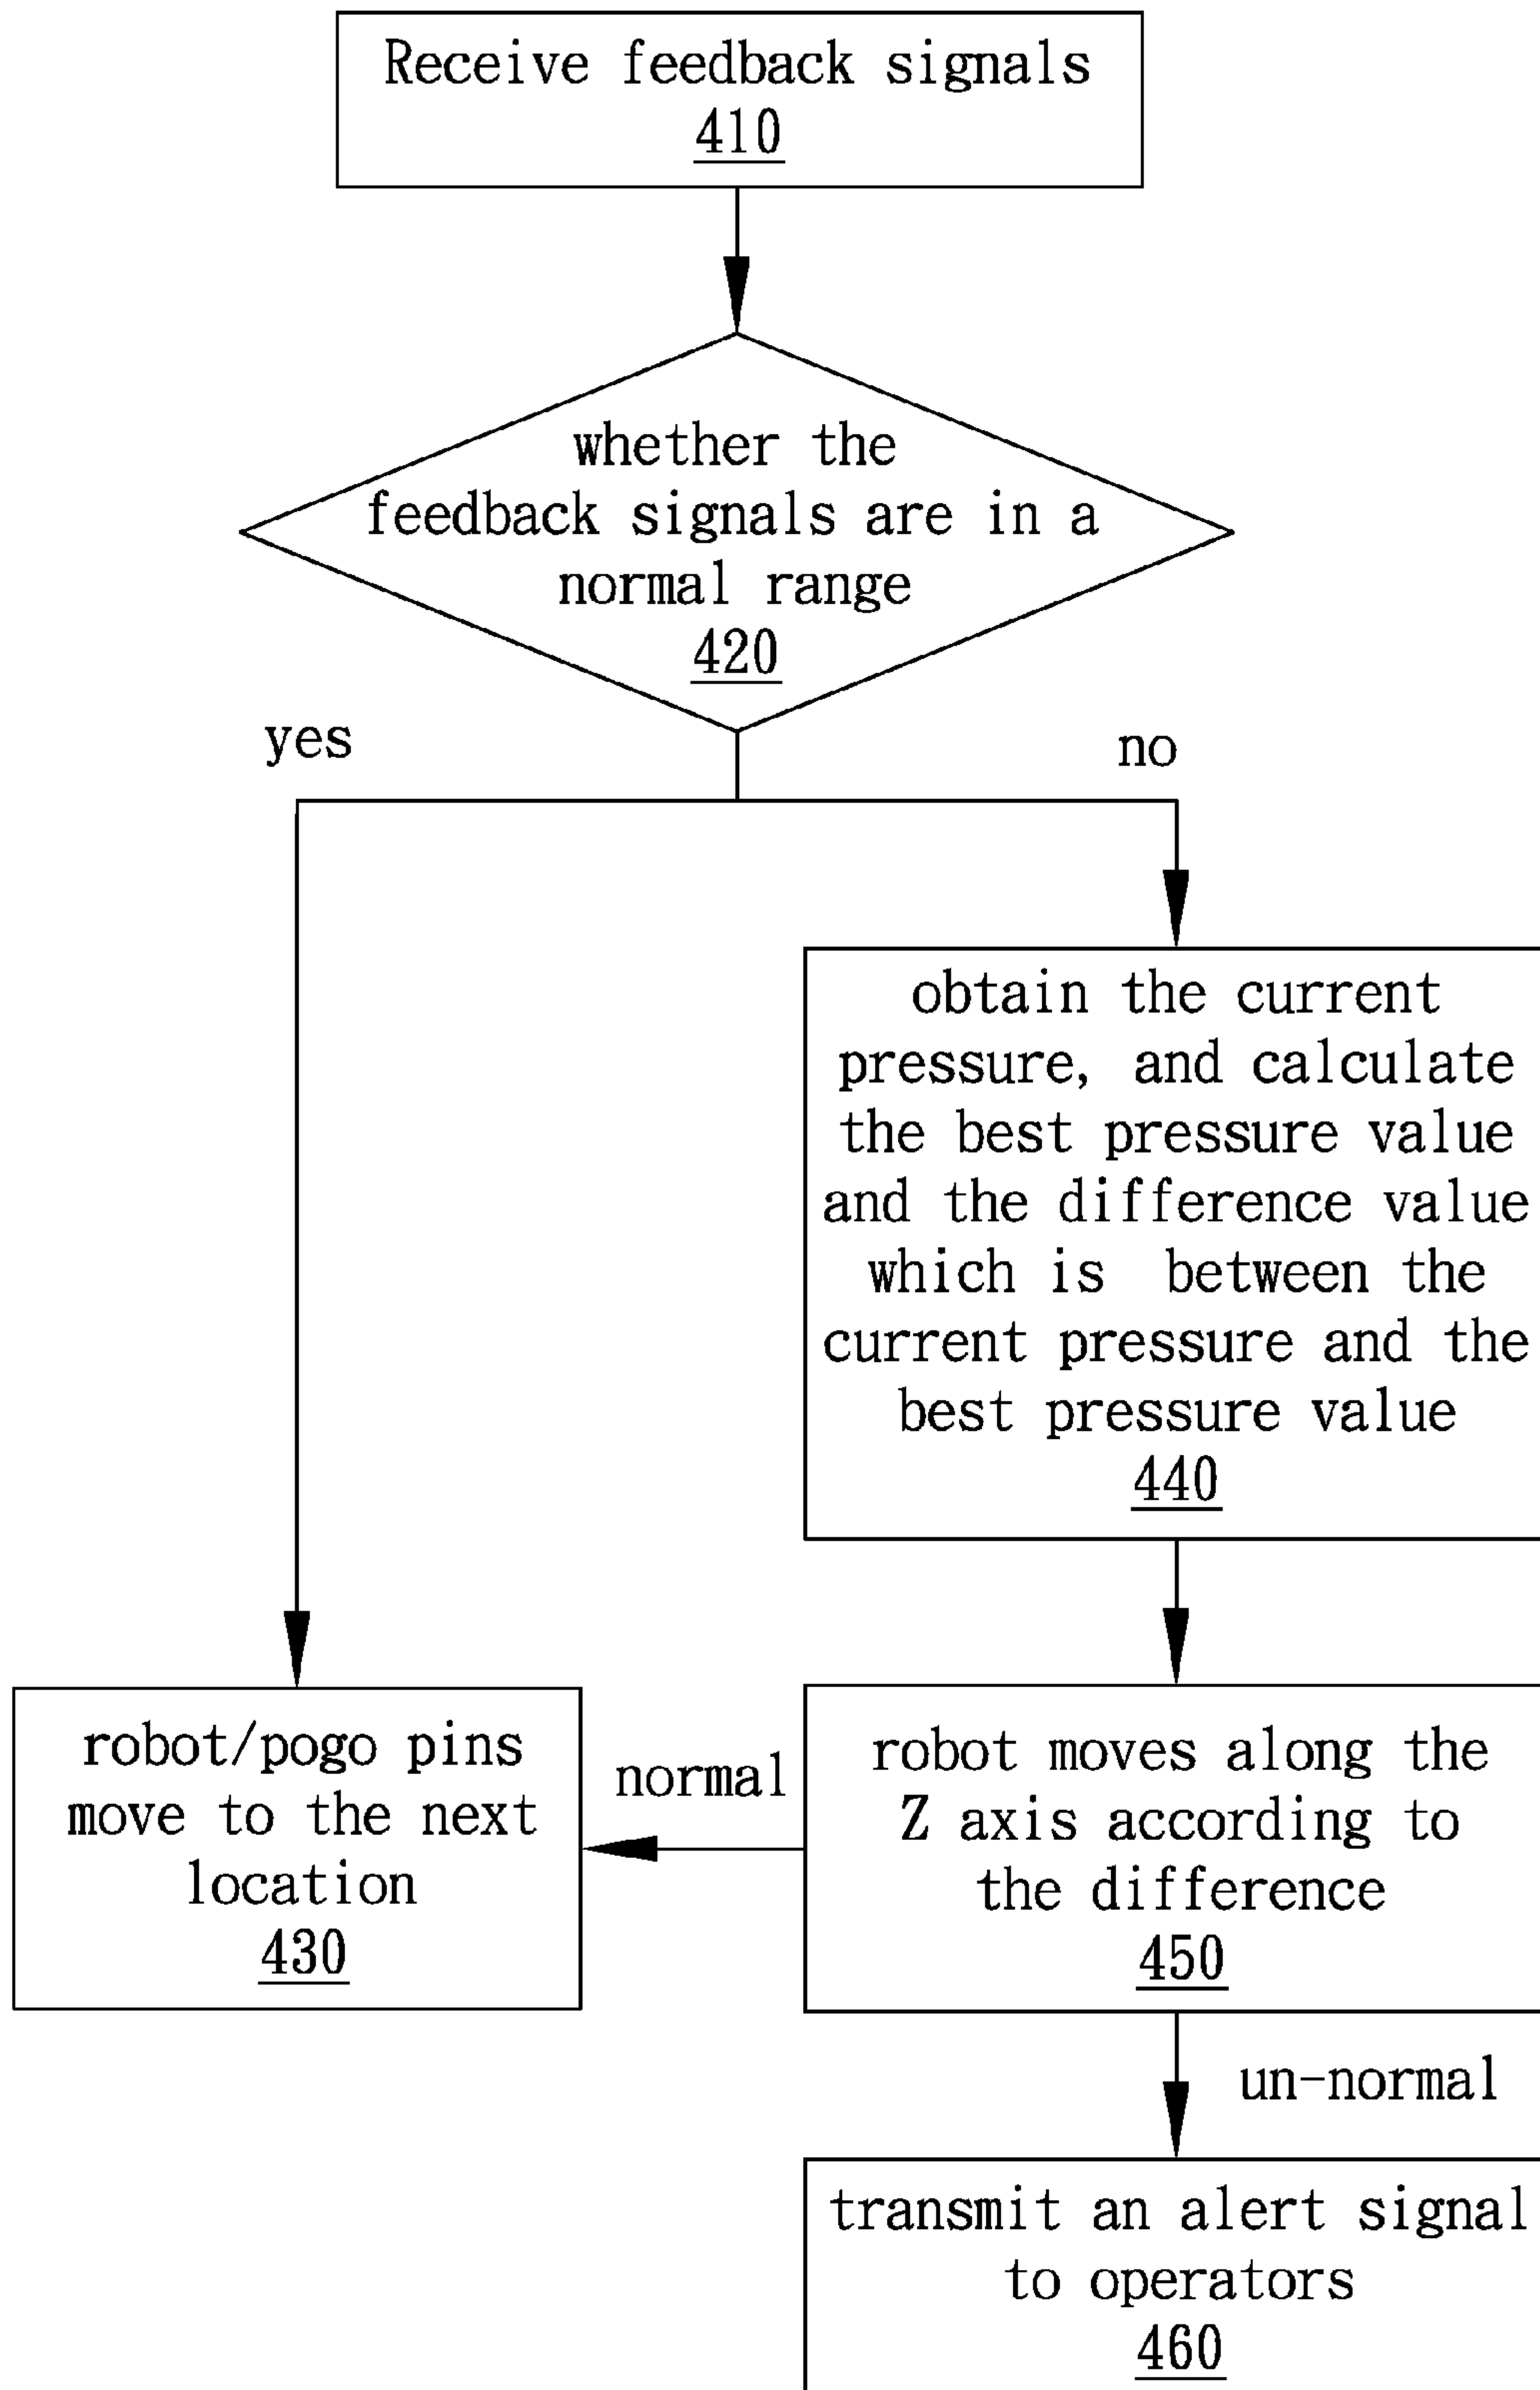 Receive feedback signals
410
whether the
feedback signals are in a
normal range
420
yes
no
obtain the current
pressure, and calculate
the best pressure value
and the difference value
which is between the
current pressure and the
best pressure value
440
robot/pogo pins
move to the next
location
430
normal
robot moves along the
Z axis according to
the difference
450
un-normal
transmit an alert signal
to operators
460